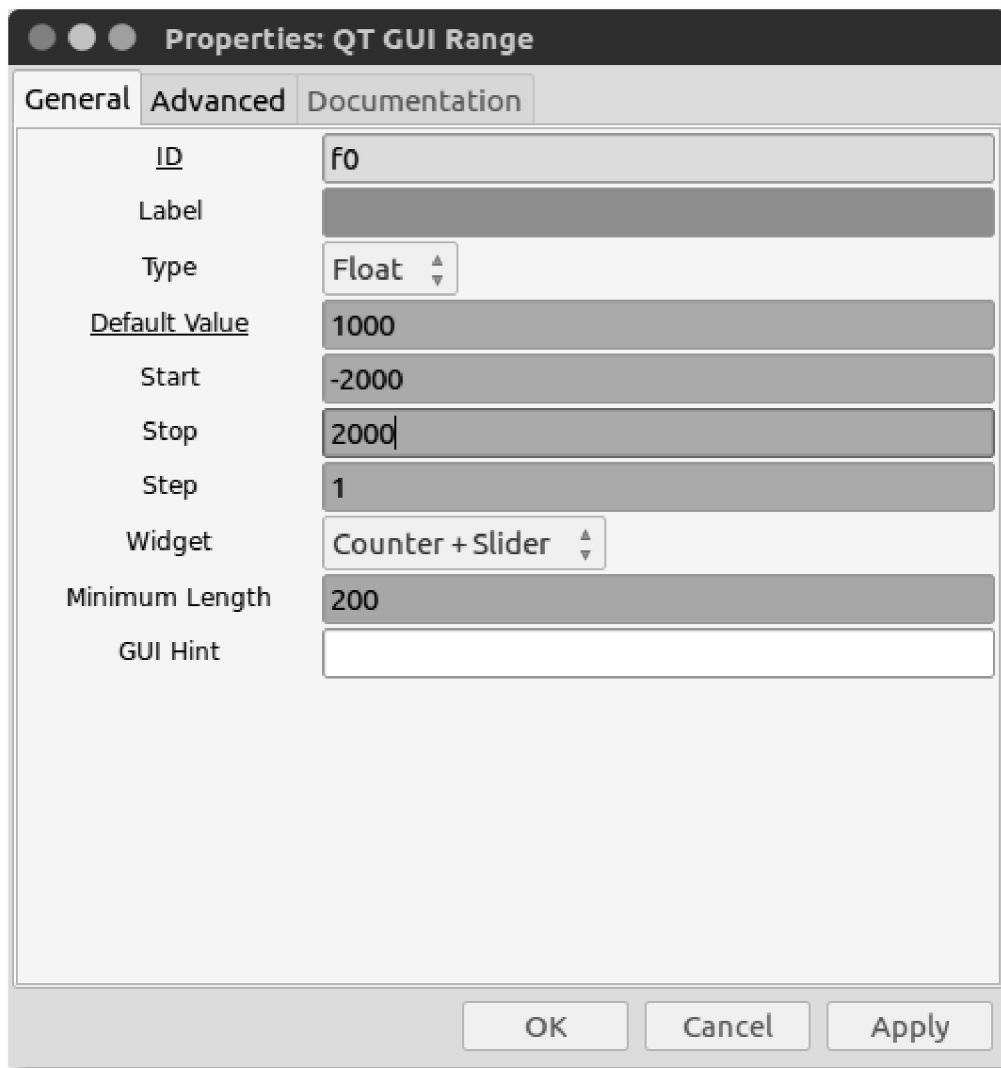 Properties: QT GUI Range
General Advanced Documentation
ID f0
Label
Type Float
Default Value 1000
Start -2000
Stop 2000
Step 1
Widget Counter + Slider
Minimum Length 200
GUI Hint
OK Cancel Apply